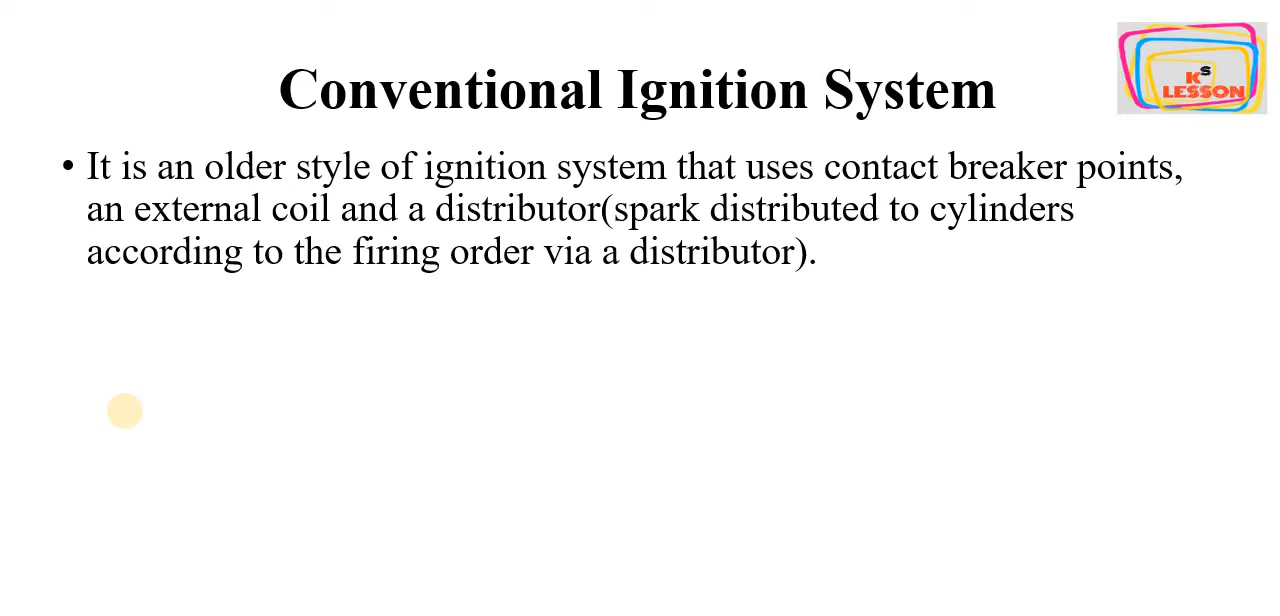 Conventional Ignition System
K S
LESSON
• It is an older style of ignition system that uses contact breaker points,
an external coil and a distributor(spark distributed to cylinders
according to the firing order via a distributor).